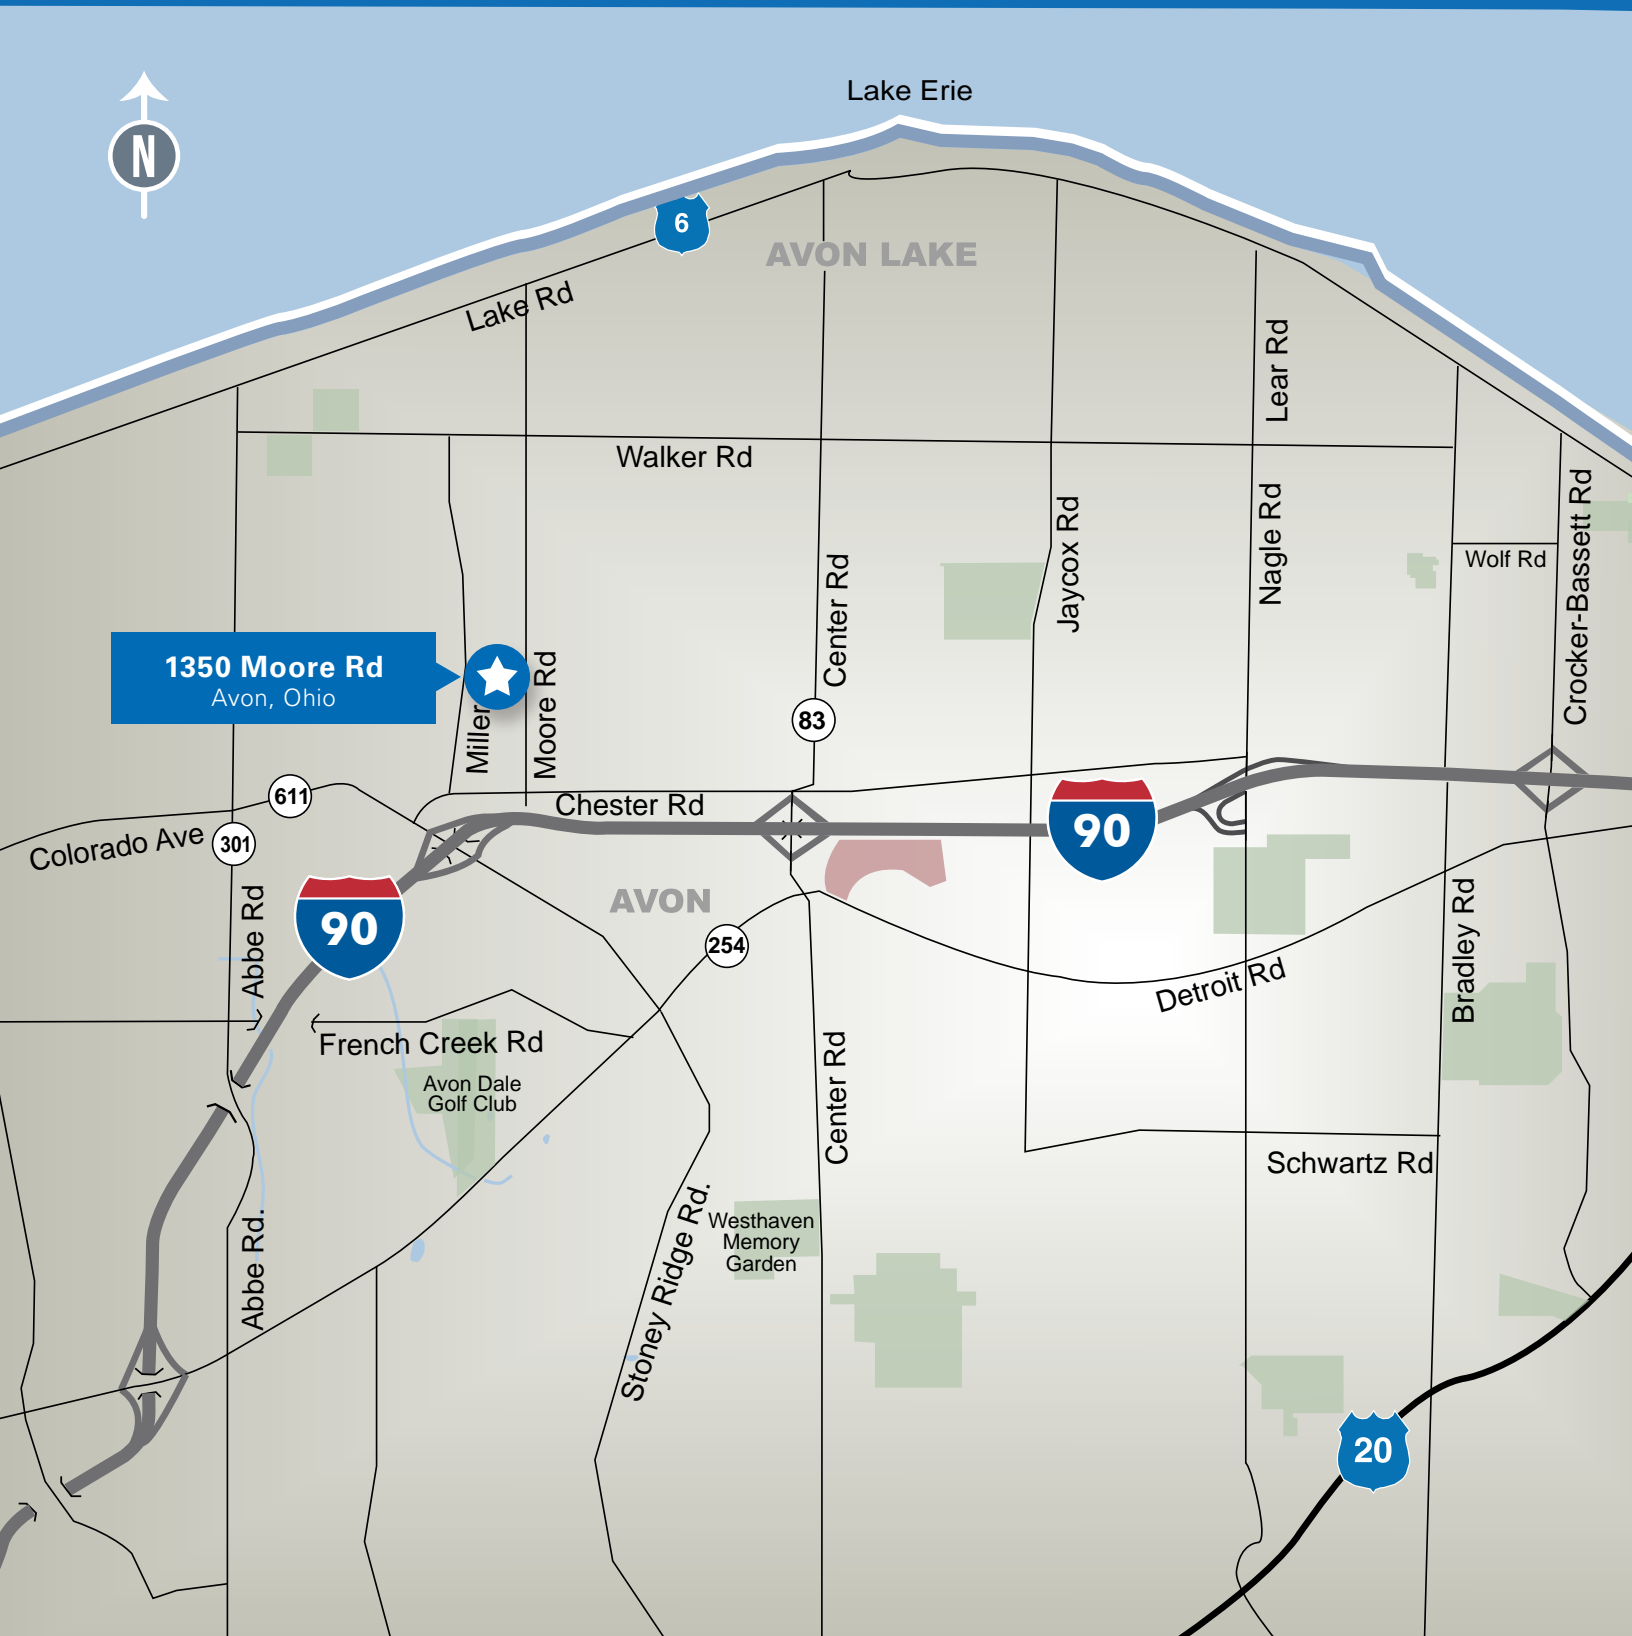 Lake Erie
N
6
AVON LAKE
Lake Rd
Lear Rd
Walker Rd
Nagle Rd
Jaycox Rd
Crocker-Bassett Rd
Wolf Rd
Center Rd
1350 Moore Rd
Avon, Ohio
Miller
Moore Rd
83
611
Chester Rd
90
Colorado Ave
301
90
Abbe Rd
AVON
254
Bradley Rd
Detroit Rd
French Creek Rd
Avon Dale
Golf Club
Center Rd
Schwartz Rd
Abbe Rd.
Stoney Ridge Rd.
Westhaven
Memory
Garden
20